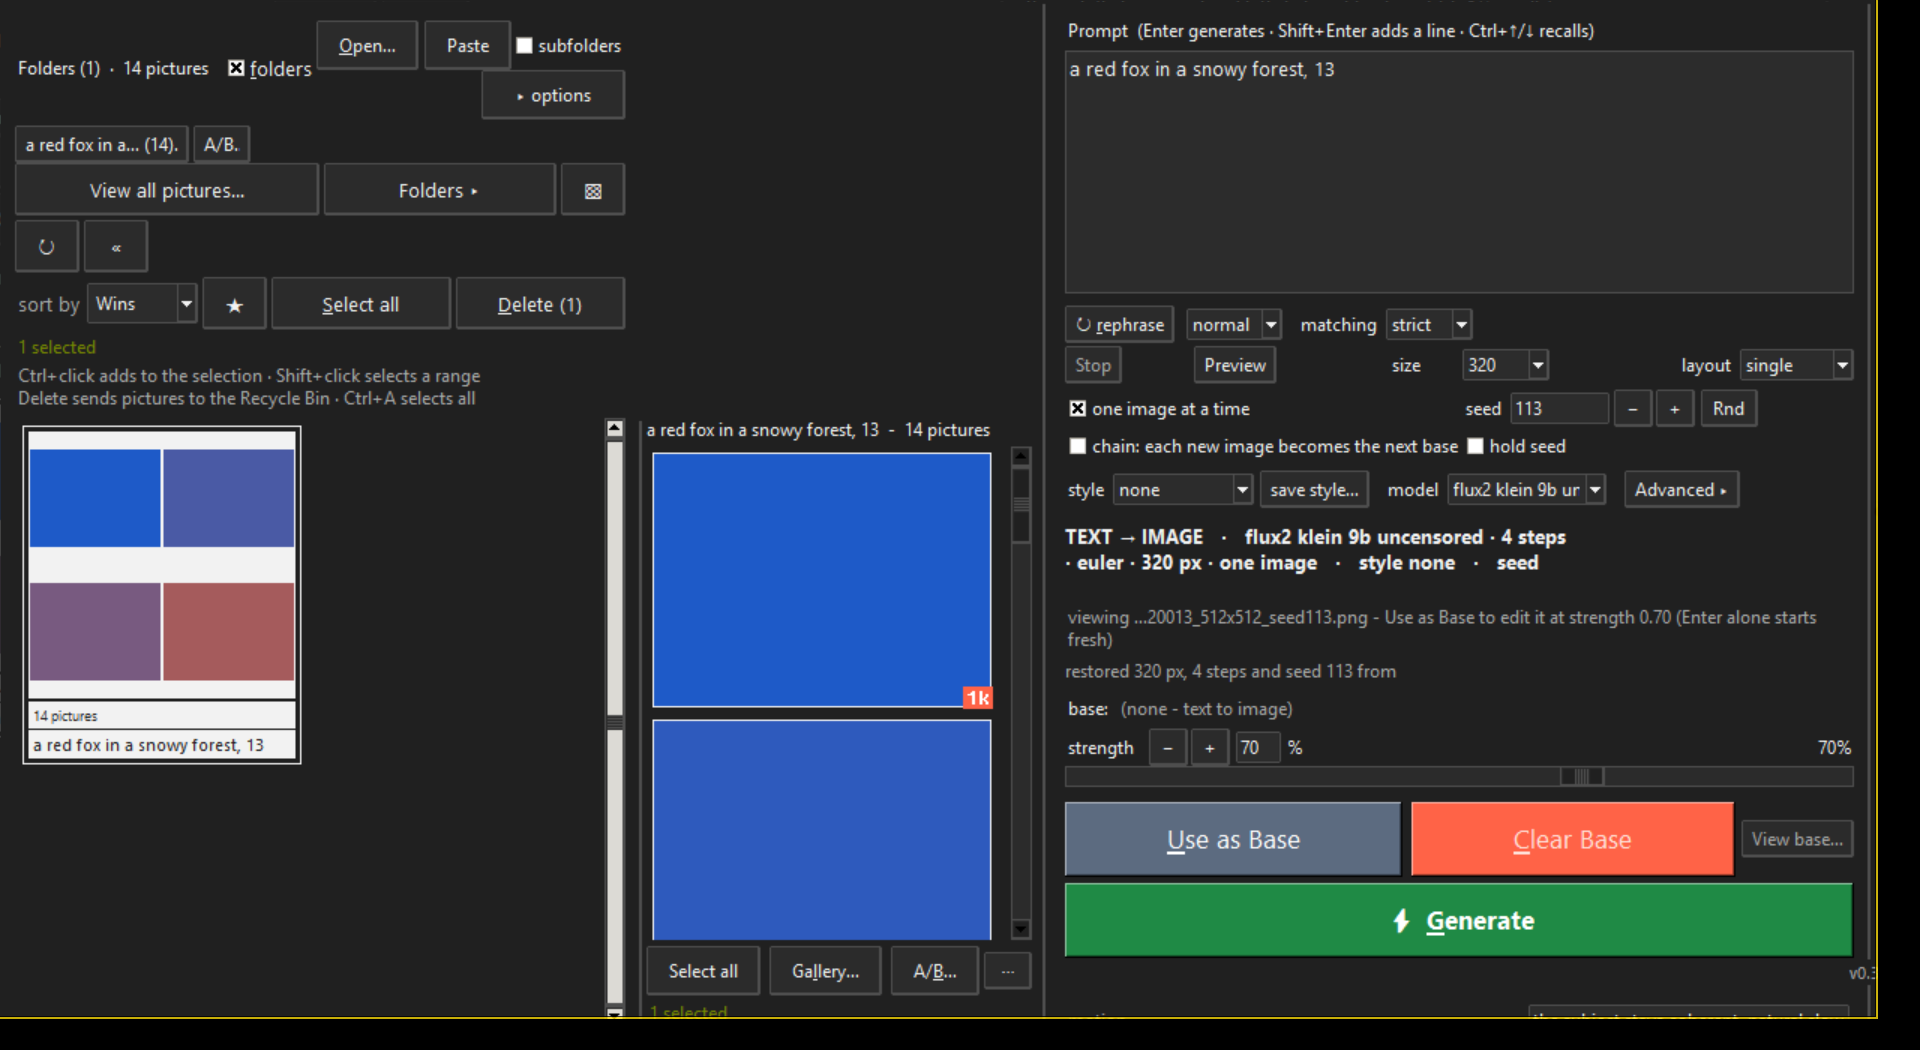 Folders (1) · 14 pictures
folders
Open...
Paste
subfolders
▸ options
a red fox in a... (14).
A/B.
View all pictures...
Folders ▸
«
sort by
Wins
★
Select all
Delete (1)
1 selected
Ctrl+click adds to the selection · Shift+click selects a range
Delete sends pictures to the Recycle Bin · Ctrl+A selects all
14 pictures
a red fox in a snowy forest, 13
a red fox in a snowy forest, 13 - 14 pictures
1k
Select all
Gallery...
A/B...
...
1 selected
Prompt (Enter generates · Shift+Enter adds a line · Ctrl+↑/↓ recalls)
a red fox in a snowy forest, 13
↻ rephrase
normal
matching
strict
Stop
Preview
size
320
layout
single
one image at a time
seed
113
−
+
Rnd
chain: each new image becomes the next base
hold seed
style
none
save style...
model
flux2 klein 9b ur
Advanced ▸
TEXT → IMAGE · flux2 klein 9b uncensored · 4 steps
· euler · 320 px · one image · style none · seed
viewing ...20013_512x512_seed113.png - Use as Base to edit it at strength 0.70 (Enter alone starts
fresh)
restored 320 px, 4 steps and seed 113 from
base: (none - text to image)
strength
−
+
70
%
70%
Use as Base
Clear Base
View base...
Generate
v0.3